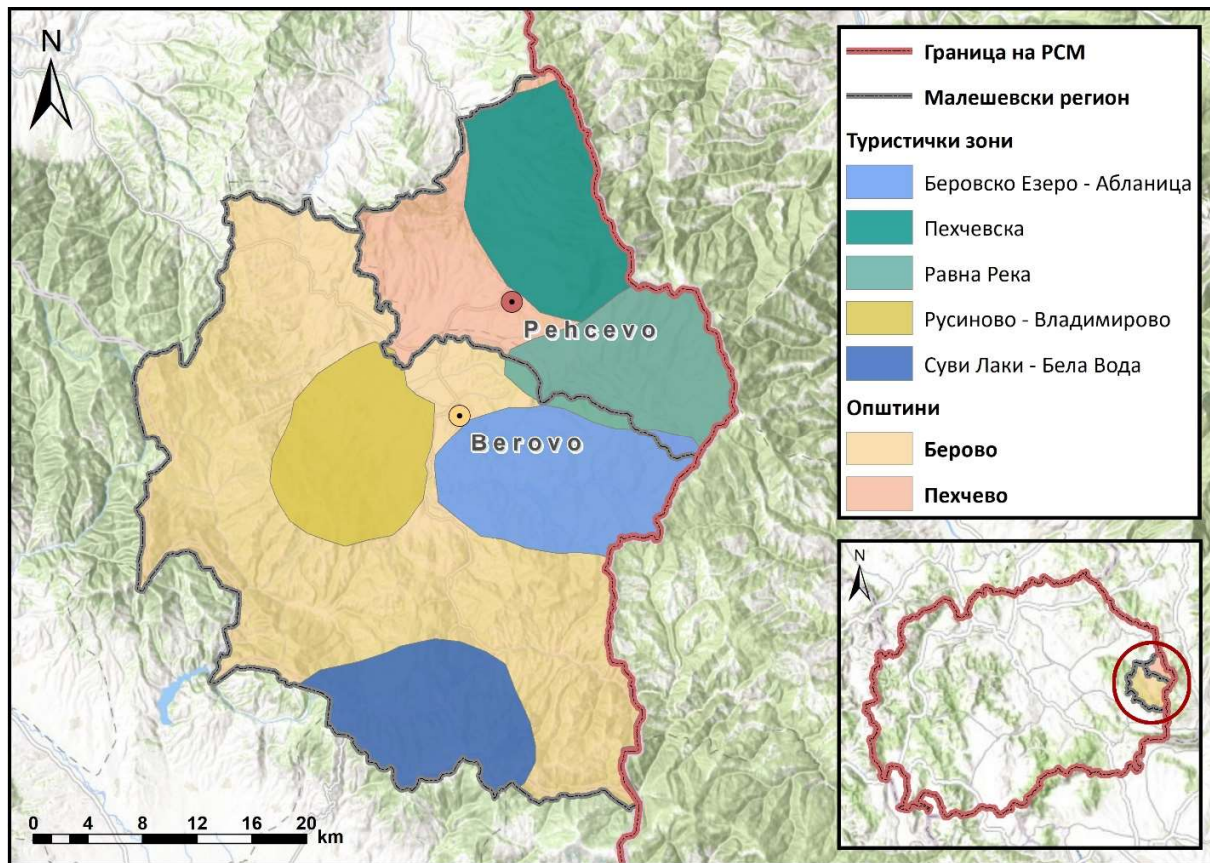 N
Pehcevo
Berovo
0 4 8 12 16 20
km
Граница на РСМ
Малешевски регион
Туристички зони
Беровско Езеро - Абланица
Пехчевска
Равна Река
Русиново - Владимирово
Суви Лаки - Бела Вода
Општини
Берово
Пехчево
N